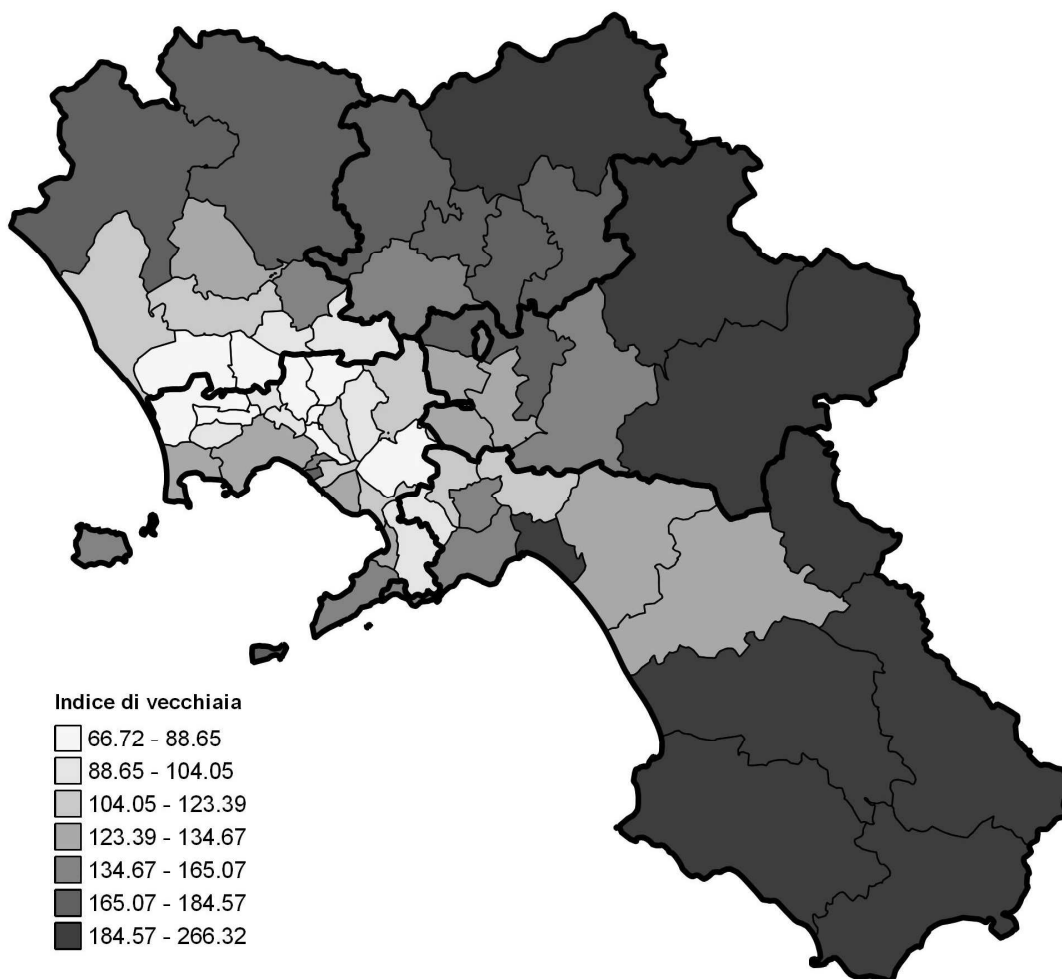 Indice di vecchiaia
66.72 - 88.65
88.65 - 104.05
104.05 - 123.39
123.39 - 134.67
134.67 - 165.07
165.07 - 184.57
184.57 - 266.32